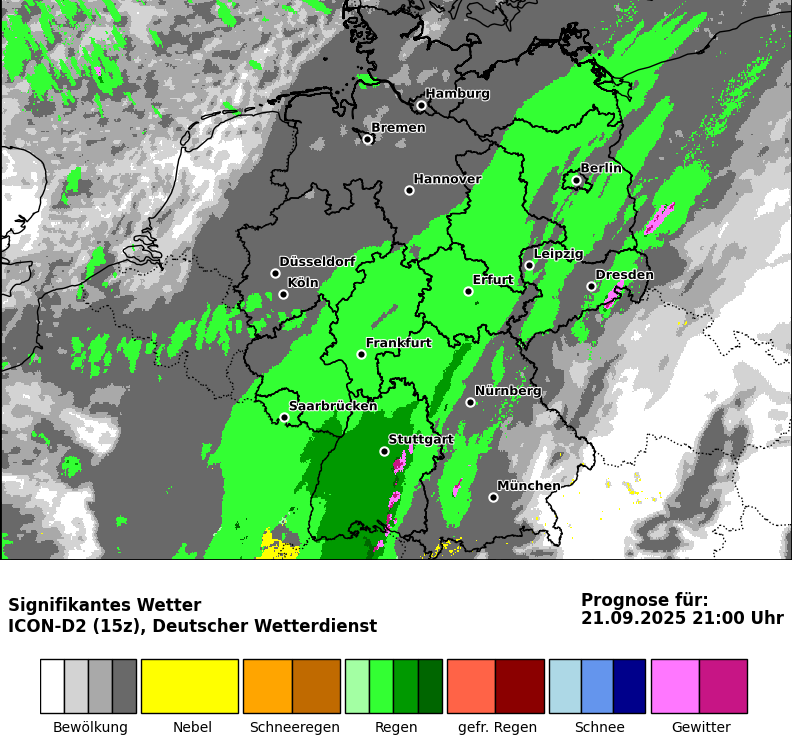 Hamburg
Bremen
Berlin
Hannover
Leipzig
Düsseldorf
Dresden
Köln
Erfurt
Frankfurt
Nürnberg
Saarbrücken
Stuttgart
München
Signifikantes Wetter
ICON-D2 (15z), Deutscher Wetterdienst
Prognose für:
21.09.2025 21:00 Uhr
Bewölkung
Nebel
Schneeregen
Regen
gefr. Regen
Schnee
Gewitter